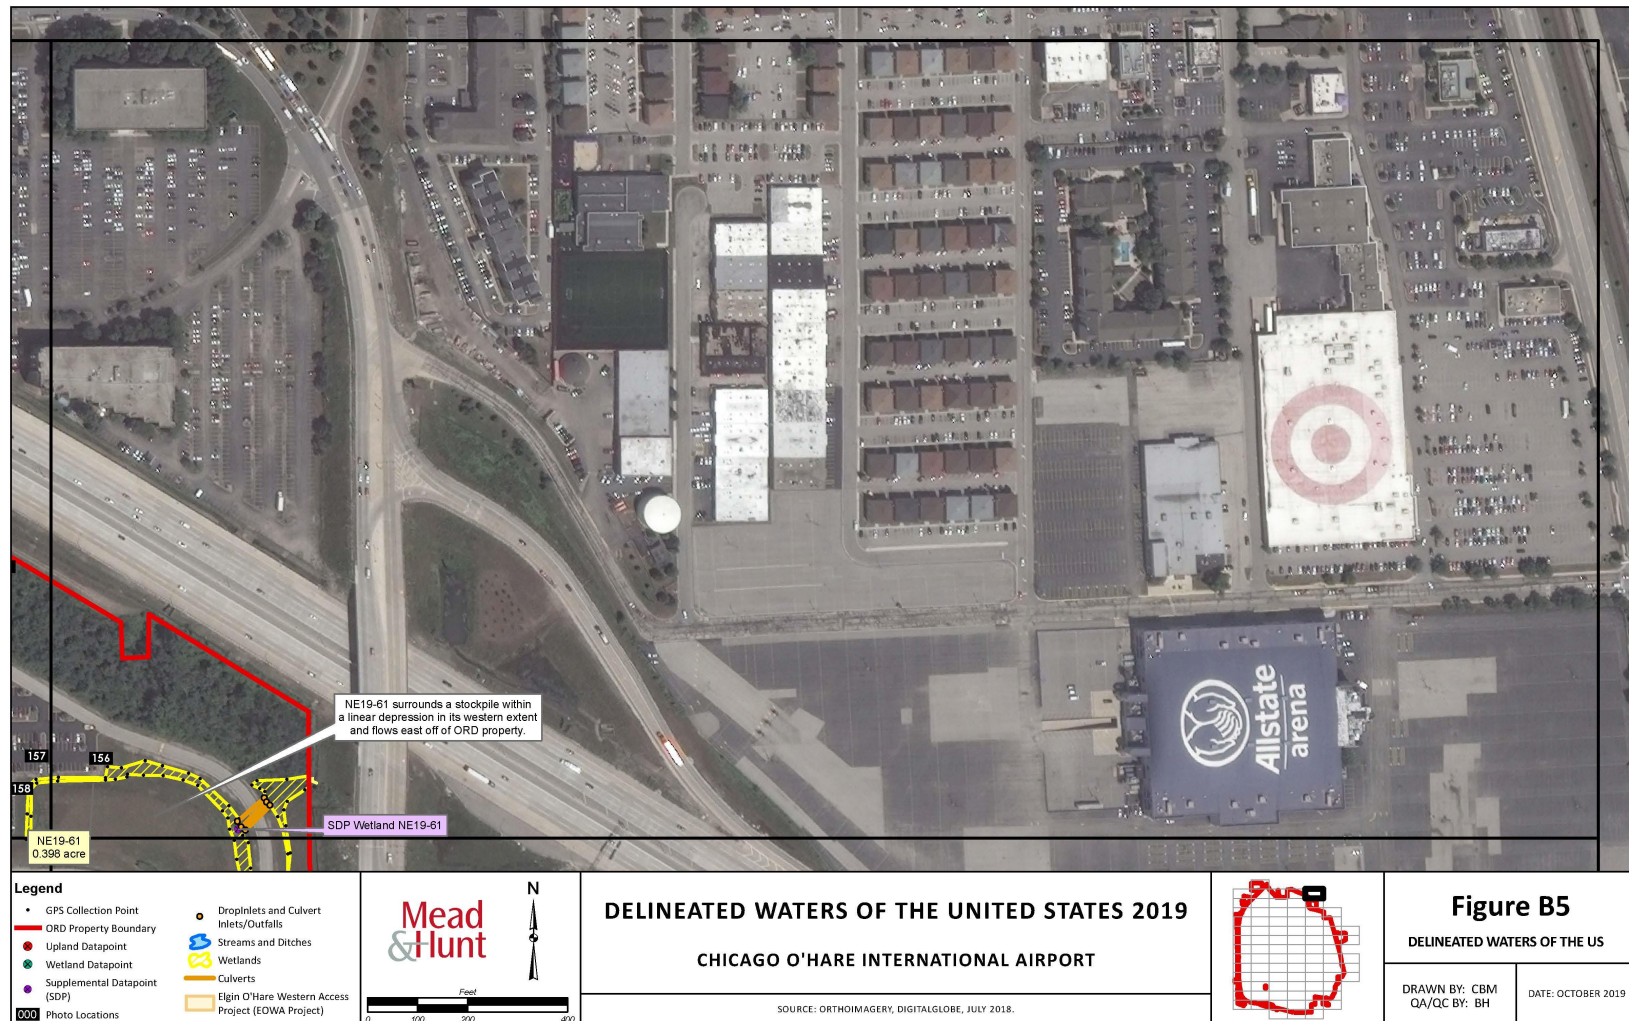 Allstate
arena
NE19-61 surrounds a stockpile within
a linear depression in its western extent
and flows east off of ORD property.
157
156
158
SDP Wetland NE19-61
NE19-61
0.398 acre
Legend
GPS Collection Point
ORD Property Boundary
Upland Datapoint
Wetland Datapoint
Supplemental Datapoint
(SDP)
000 Photo Locations
DropInlets and Culvert
Inlets/Outfalls
Streams and Ditches
Wetlands
Culverts
Elgin O'Hare Western Access
Project (EOWA Project)
Mead
&Hunt
N
Feet
0 100 200 400
DELINEATED WATERS OF THE UNITED STATES 2019
CHICAGO O'HARE INTERNATIONAL AIRPORT
SOURCE: ORTHOIMAGERY, DIGITALGLOBE, JULY 2018.
Figure B5
DELINEATED WATERS OF THE US
DRAWN BY: CBM
QA/QC BY: BH
DATE: OCTOBER 2019